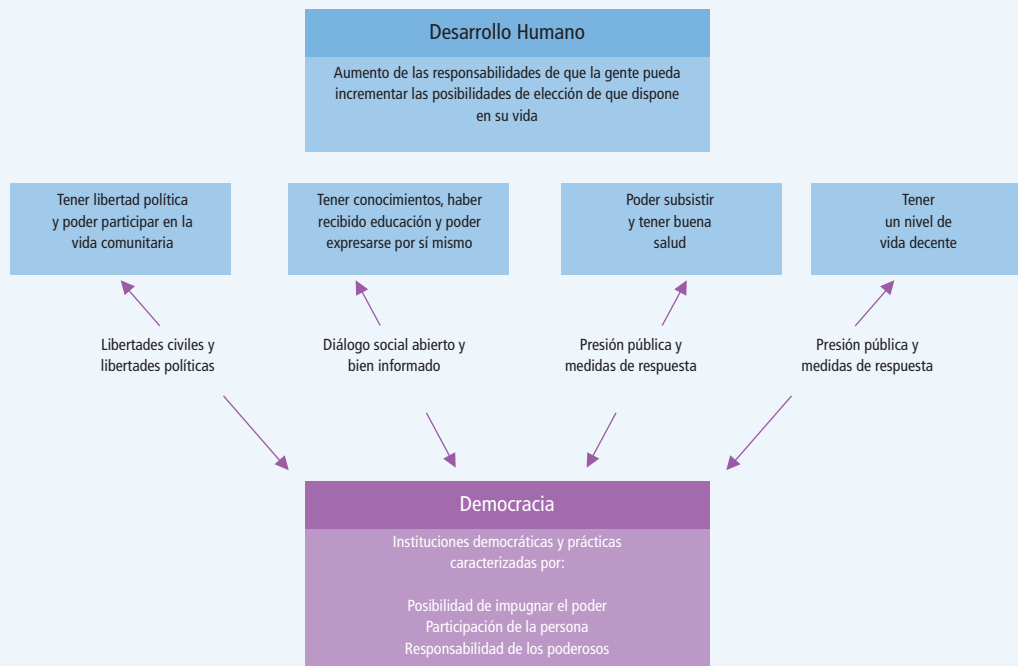 Desarrollo Humano
Aumento de las responsabilidades de que la gente pueda
incrementar las posibilidades de elección de que dispone
en su vida
Tener libertad política
y poder participar en la
vida comunitaria
Tener conocimientos, haber
recibido educación y poder
expresarse por sí mismo
Poder subsistir
y tener buena
salud
Tener
un nivel de
vida decente
Libertades civiles y
libertades políticas
Diálogo social abierto y
bien informado
Presión pública y
medidas de respuesta
Presión pública y
medidas de respuesta
Democracia
Instituciones democráticas y prácticas
caracterizadas por:
Posibilidad de impugnar el poder
Participación de la persona
Responsabilidad de los poderosos